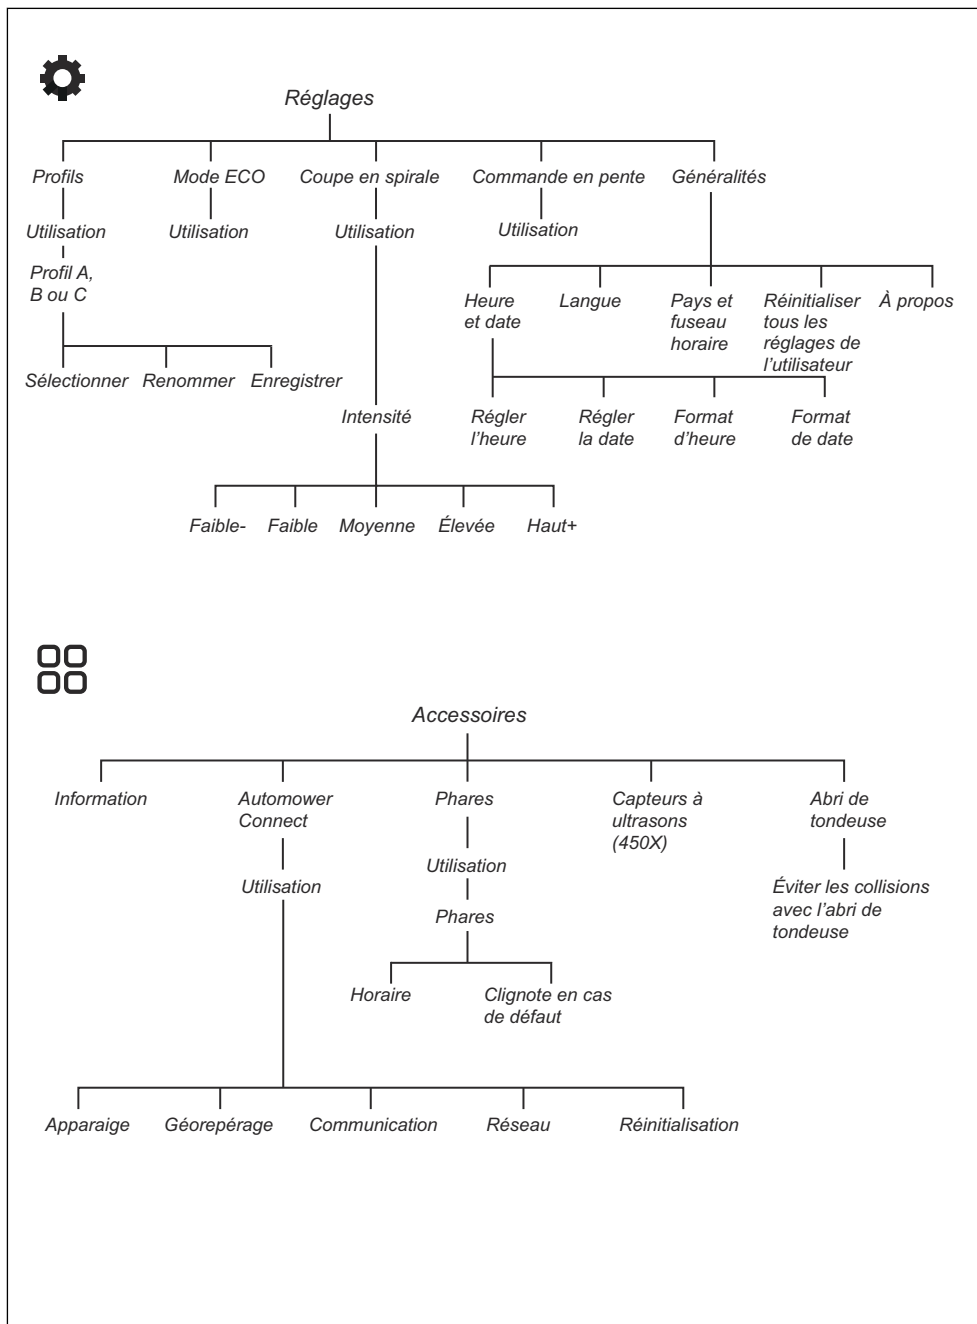 Réglages
Profils
Mode ECO
Coupe en spirale
Commande en pente
Généralités
Utilisation
Utilisation
Utilisation
Utilisation
Profil A,
B ou C
Heure
et date
Langue
Pays et
fuseau
horaire
Réinitialiser
tous les
réglages de
l'utilisateur
À propos
Sélectionner
Renommer
Enregistrer
Intensité
Régler
l'heure
Régler
la date
Format
d'heure
Format
de date
Faible-
Faible
Moyenne
Élevée
Haut+
Accessoires
Information
Automower
Connect
Phares
Capteurs à
ultrasons
(450X)
Abri de
tondeuse
Utilisation
Utilisation
Éviter les collisions
avec l'abri de
tondeuse
Phares
Horaire
Clignote en cas
de défaut
Apparaige
Géorepérage
Communication
Réseau
Réinitialisation